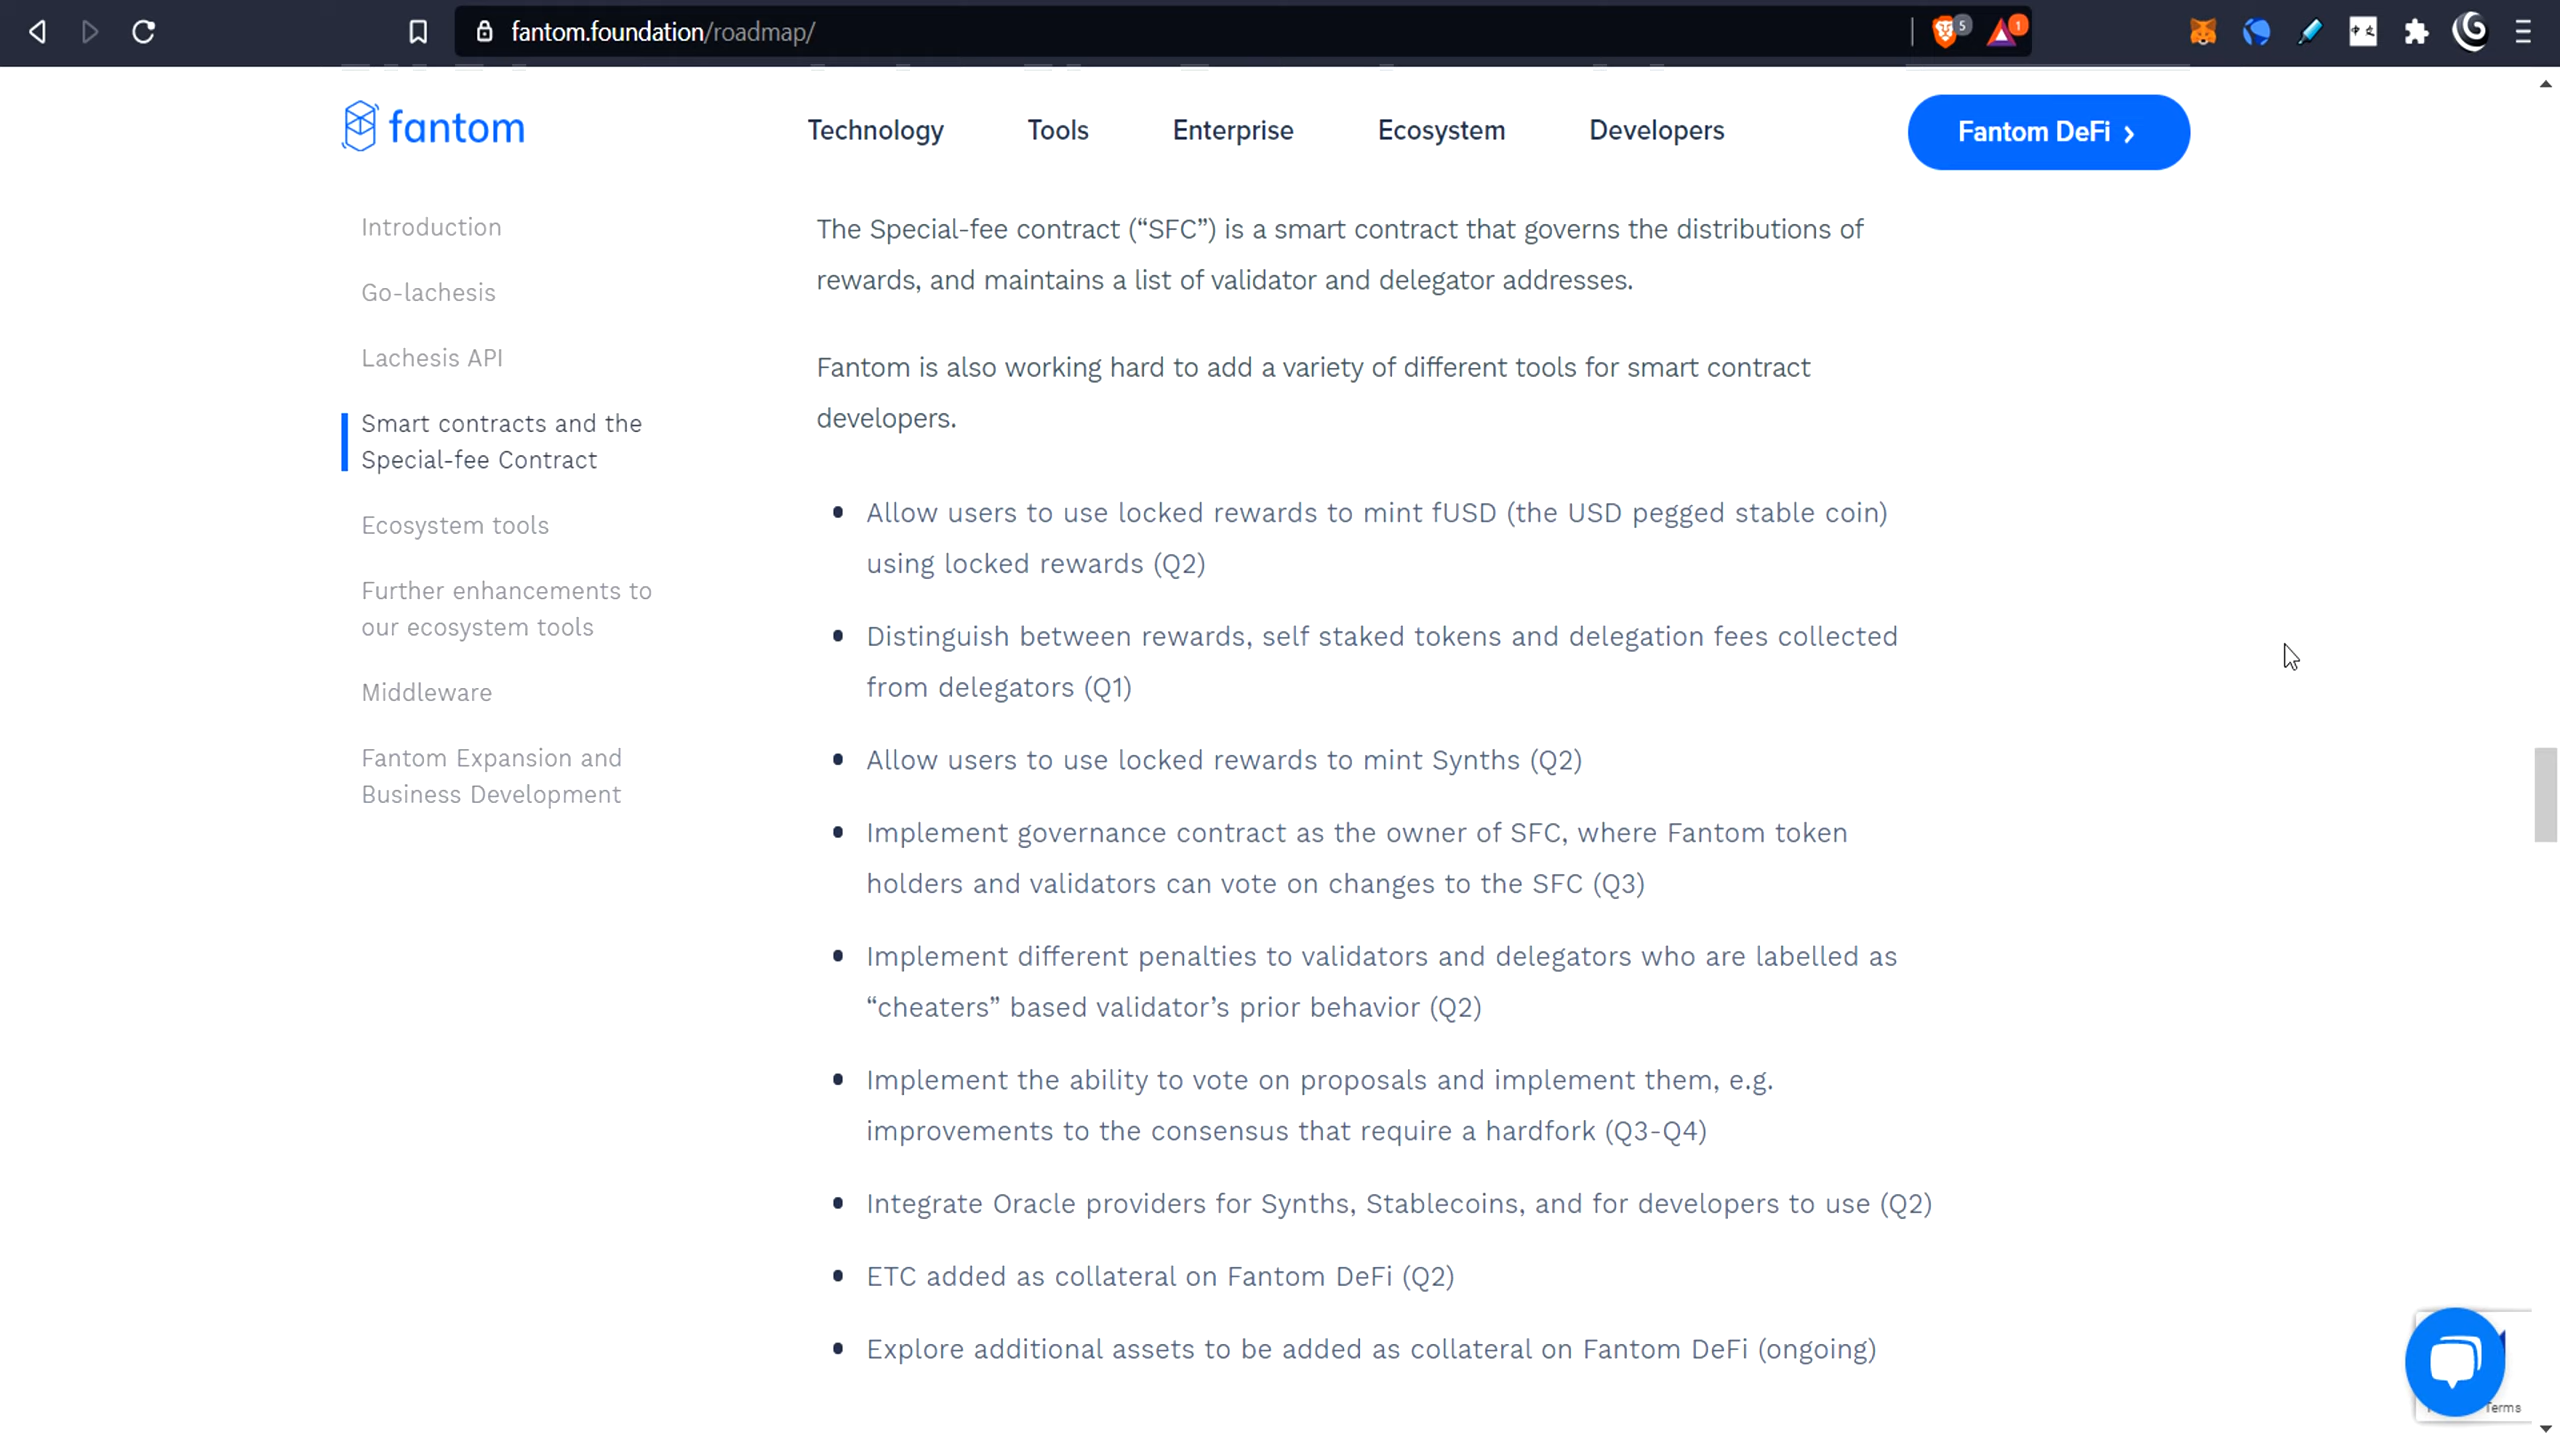 fantom.foundation/roadmap/
5
1
fantom
Technology
Tools
Enterprise
Ecosystem
Developers
Fantom DeFi ›
Introduction
Go-lachesis
Lachesis API
Smart contracts and the
Special-fee Contract
Ecosystem tools
Further enhancements to
our ecosystem tools
Middleware
Fantom Expansion and
Business Development
The Special-fee contract (“SFC”) is a smart contract that governs the distributions of
rewards, and maintains a list of validator and delegator addresses.
Fantom is also working hard to add a variety of different tools for smart contract
developers.
• Allow users to use locked rewards to mint fUSD (the USD pegged stable coin)
using locked rewards (Q2)
• Distinguish between rewards, self staked tokens and delegation fees collected
from delegators (Q1)
• Allow users to use locked rewards to mint Synths (Q2)
• Implement governance contract as the owner of SFC, where Fantom token
holders and validators can vote on changes to the SFC (Q3)
• Implement different penalties to validators and delegators who are labelled as
“cheaters” based validator’s prior behavior (Q2)
• Implement the ability to vote on proposals and implement them, e.g.
improvements to the consensus that require a hardfork (Q3-Q4)
• Integrate Oracle providers for Synths, Stablecoins, and for developers to use (Q2)
• ETC added as collateral on Fantom DeFi (Q2)
• Explore additional assets to be added as collateral on Fantom DeFi (ongoing)
Terms